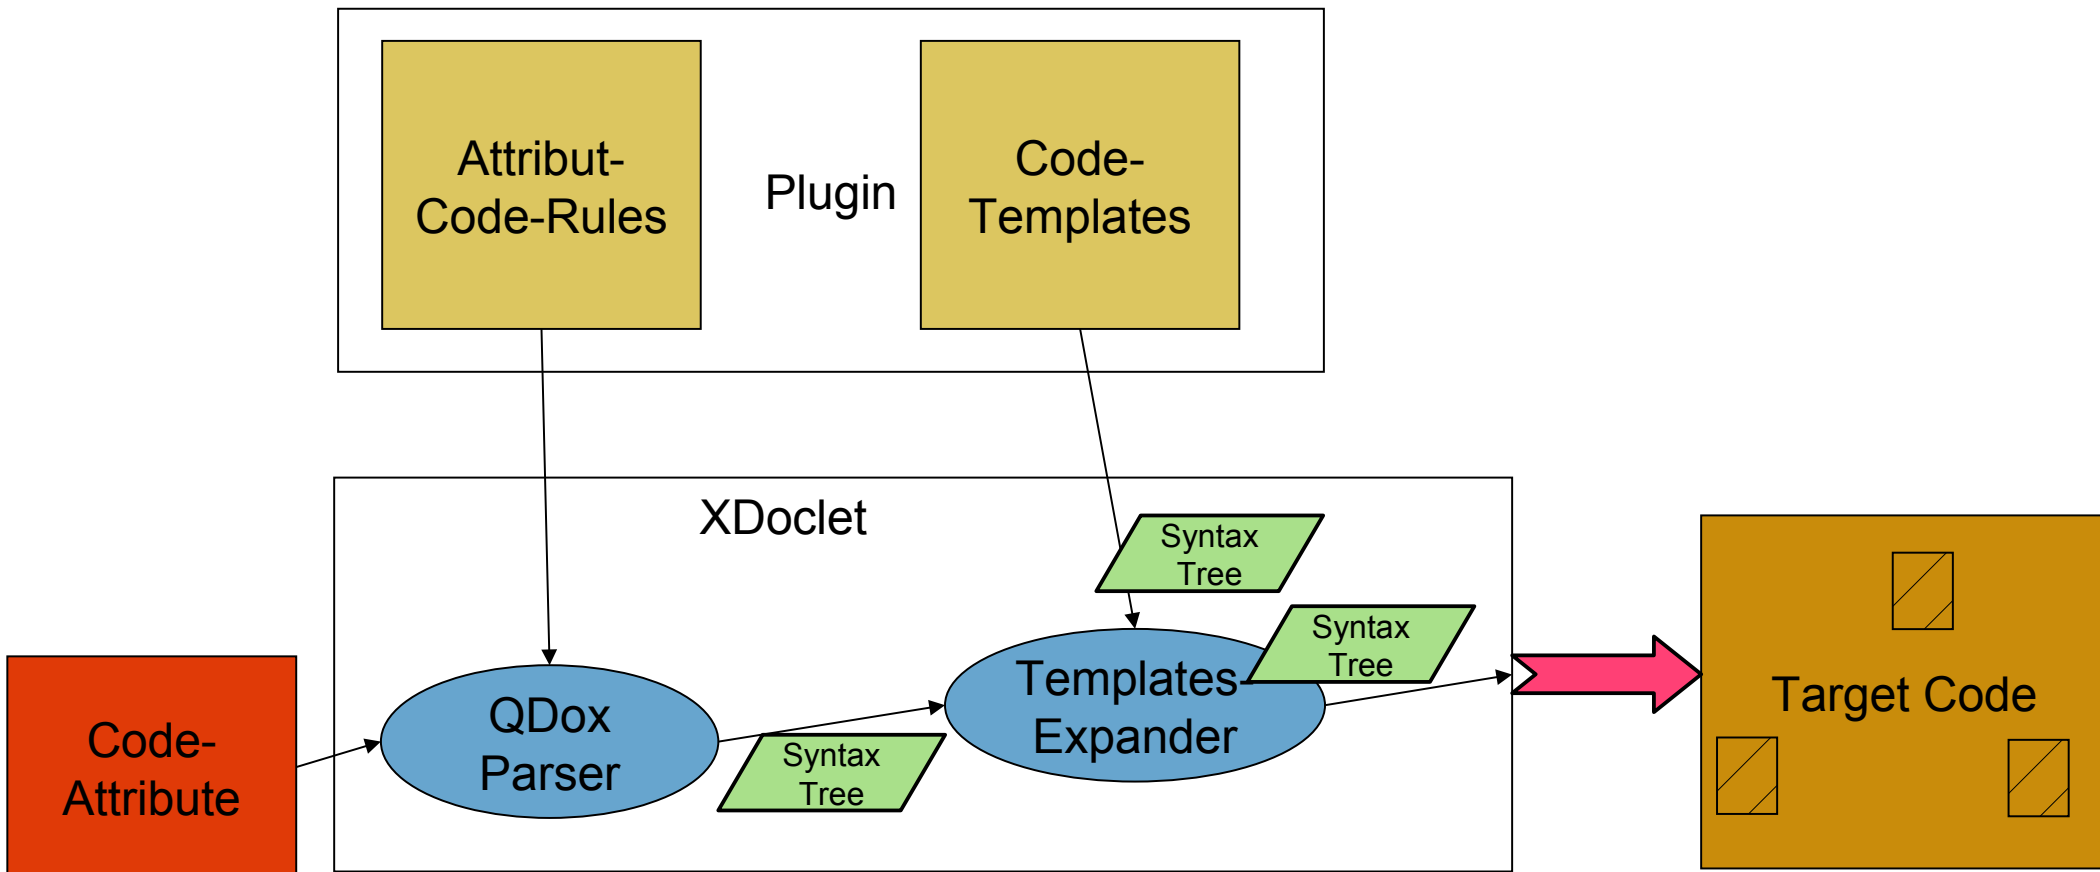 Attribut-
Code-Rules
Plugin
Code-
Templates
XDoclet
Syntax
Tree
Syntax
Tree
Templates-
Expander
QDox
Parser
Syntax
Tree
Code-
Attribute
Target Code